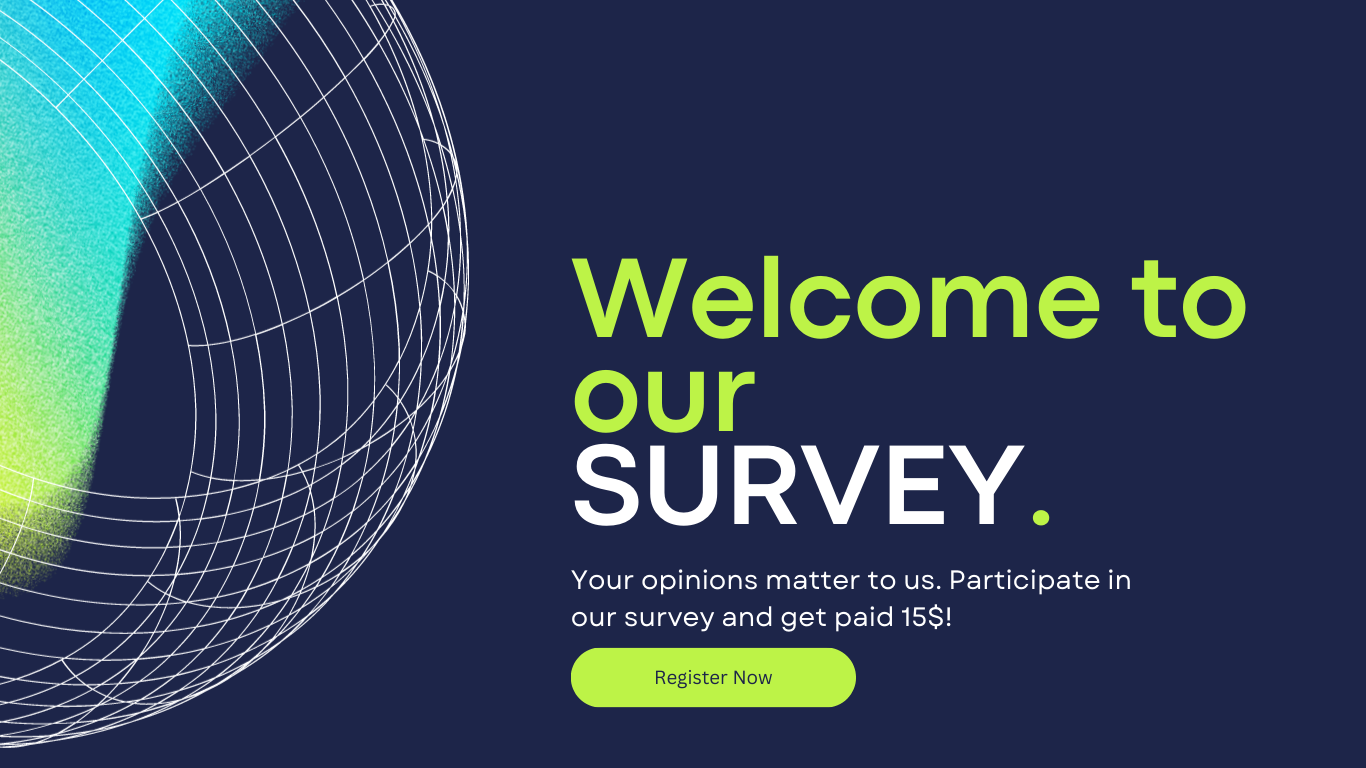 Welcome to
our
SURVEY.
Your opinions matter to us. Participate in
our survey and get paid 15$!
Register Now